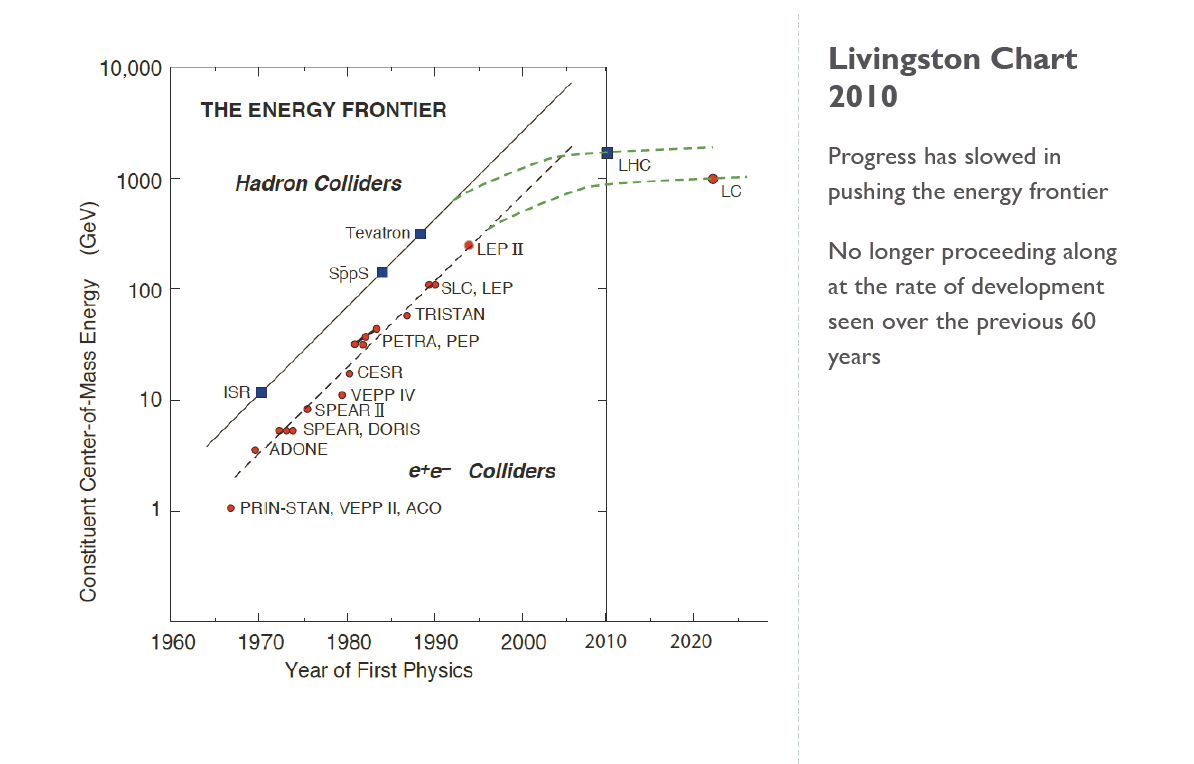 10,000
THE ENERGY FRONTIER
Hadron Colliders
1000
LHC
LC
Tevatron
LEP II
Sp̄pS
100
SLC, LEP
TRISTAN
PETRA, PEP
CESR
ISR
VEPP IV
10
SPEAR II
SPEAR, DORIS
ADONE
e+e− Colliders
1
PRIN-STAN, VEPP II, ACO
Constituent Center-of-Mass Energy (GeV)
1960 1970 1980 1990 2000 2010 2020
Year of First Physics
Livingston Chart
2010
Progress has slowed in
pushing the energy frontier
No longer proceeding along
at the rate of development
seen over the previous 60
years